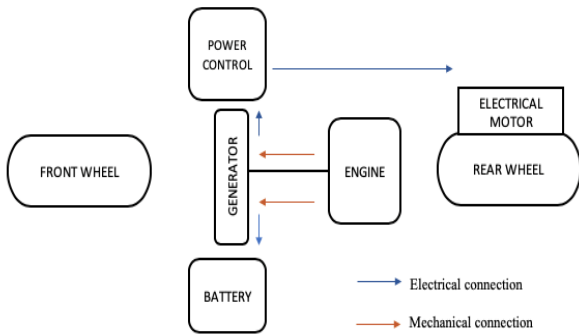 POWER
CONTROL
ELECTRICAL
MOTOR
FRONT WHEEL
GENERATOR
ENGINE
REAR WHEEL
BATTERY
Electrical connection
Mechanical connection